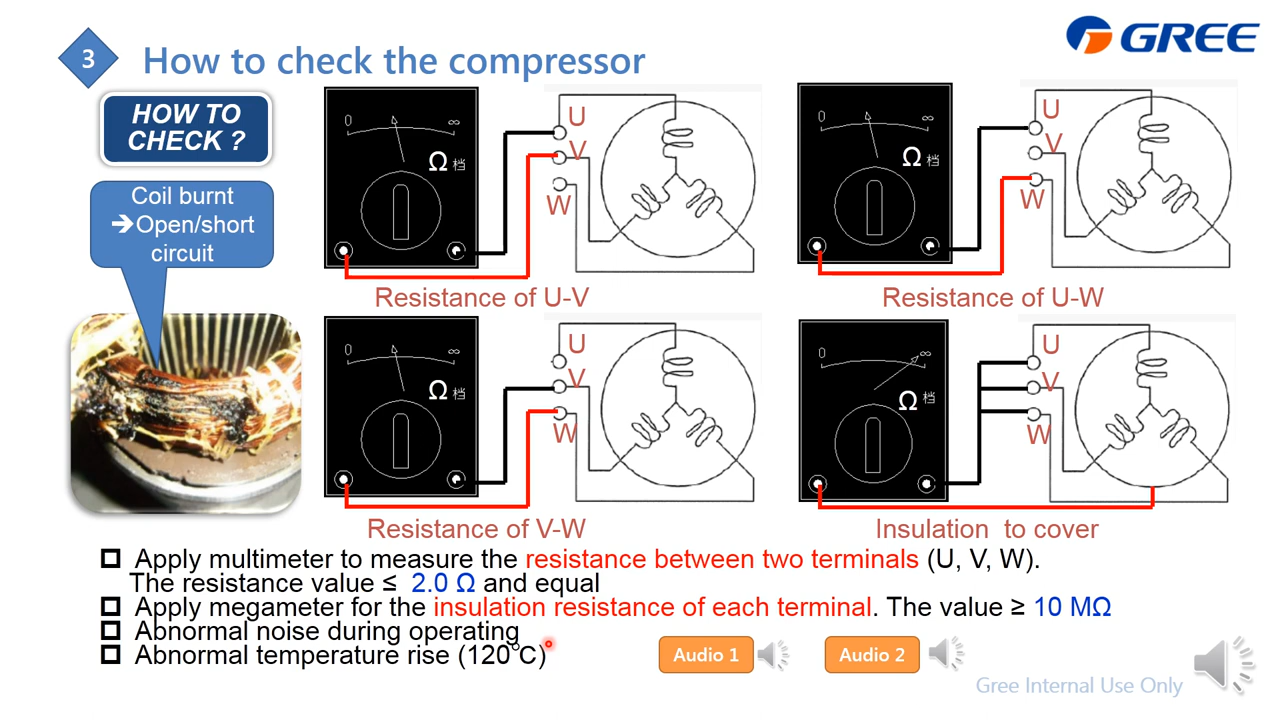 3
How to check the compressor
GREE
HOW TO
CHECK ?
Coil burnt
➔Open/short
circuit
0
∞
Ω档
U
V
W
Resistance of U-V
0
∞
Ω档
U
V
W
Resistance of U-W
0
∞
Ω档
U
V
W
Resistance of V-W
0
∞
Ω档
U
V
W
Insulation to cover
Apply multimeter to measure the resistance between two terminals (U, V, W).
The resistance value ≤ 2.0 Ω and equal
Apply megameter for the insulation resistance of each terminal. The value ≥ 10 MΩ
Abnormal noise during operating
Abnormal temperature rise (120℃)
Audio 1
Audio 2
Gree Internal Use Only